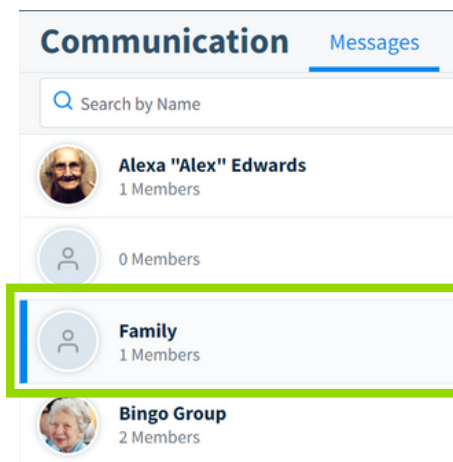 Communication Messages
Search by Name
Alexa "Alex" Edwards
1 Members
0 Members
Family
1 Members
Bingo Group
2 Members